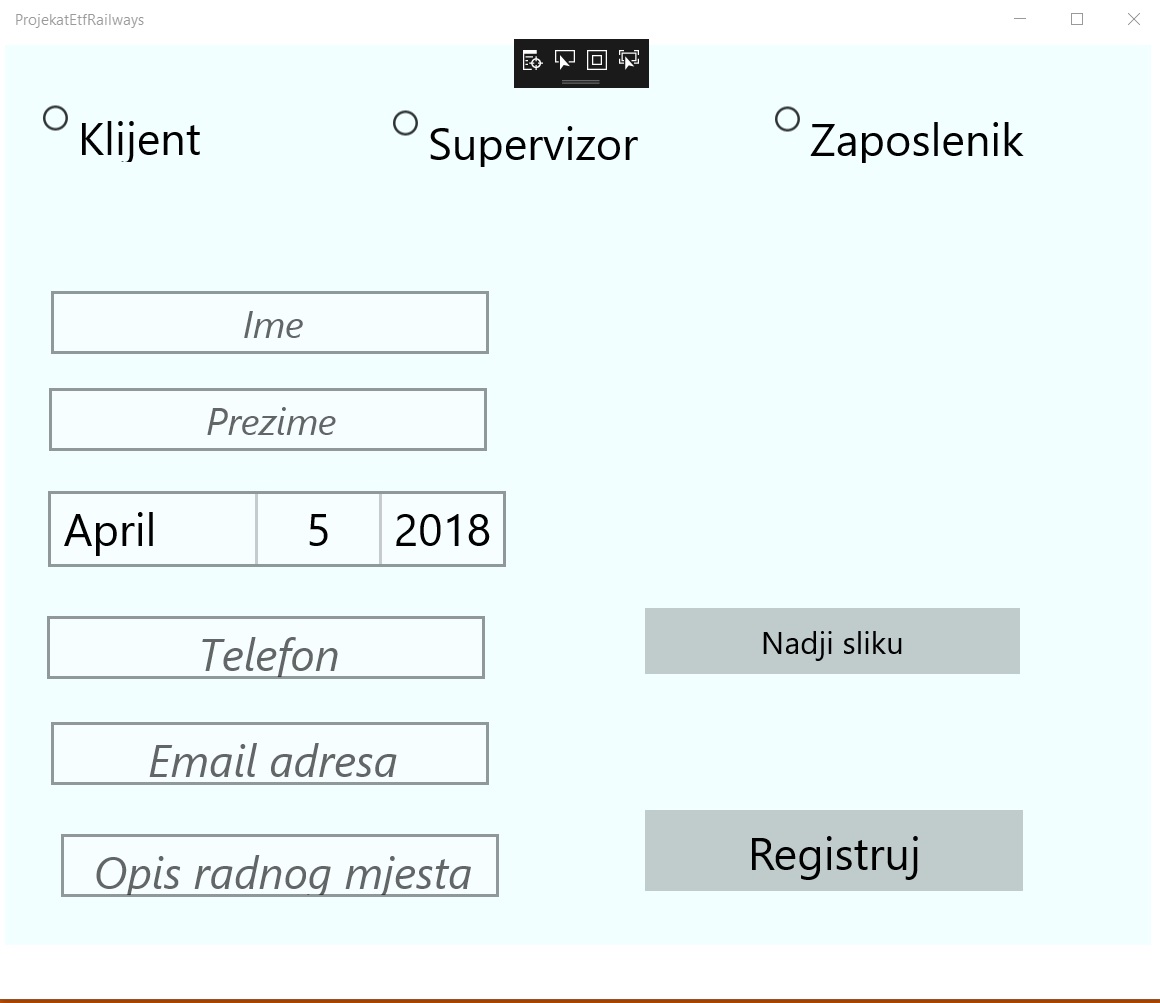 ProjekatEtfRailways
Klijent
Supervizor
Zaposlenik
Ime
Prezime
April 5 2018
Telefon
Nadji sliku
Email adresa
Registruj
Opis radnog mjesta